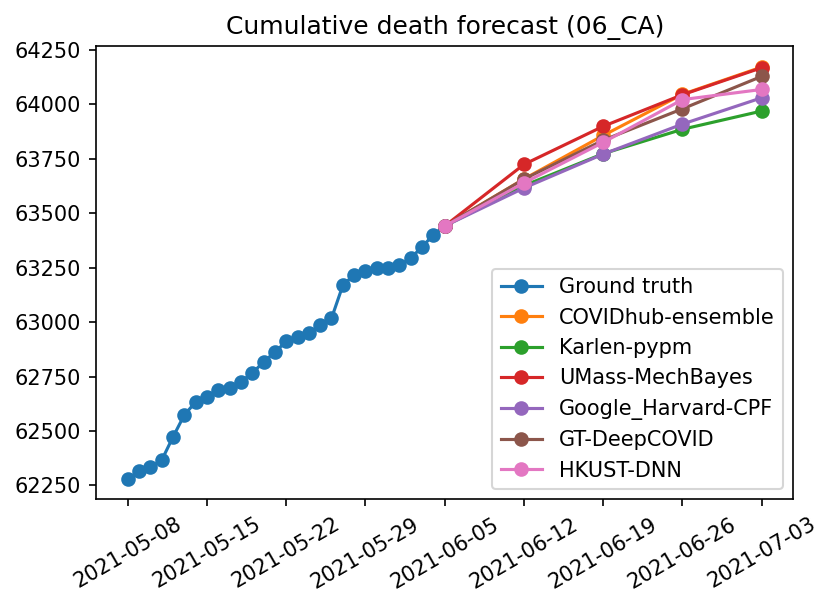 Cumulative death forecast (06_CA)
64250
64000
63750
63500
63250
63000
62750
62500
62250
Ground truth
COVIDhub-ensemble
Karlen-pypm
UMass-MechBayes
Google_Harvard-CPF
GT-DeepCOVID
HKUST-DNN
2021-05-08
2021-05-15
2021-05-22
2021-05-29
2021-06-05
2021-06-12
2021-06-19
2021-06-26
2021-07-03